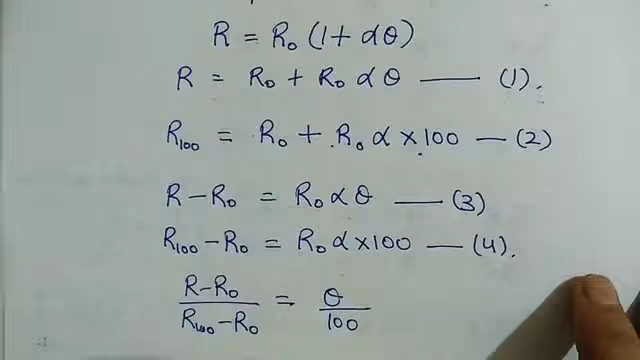 R = R₀ (1 + αθ)
R = R₀ + R₀ αθ —— (1).
R₁₀₀ = R₀ + R₀ α × 100 — (2)
R – R₀ = R₀ αθ —— (3)
R₁₀₀ – R₀ = R₀ α × 100 — (4).
(R – R₀) / (R₁₀₀ – R₀) = θ / 100